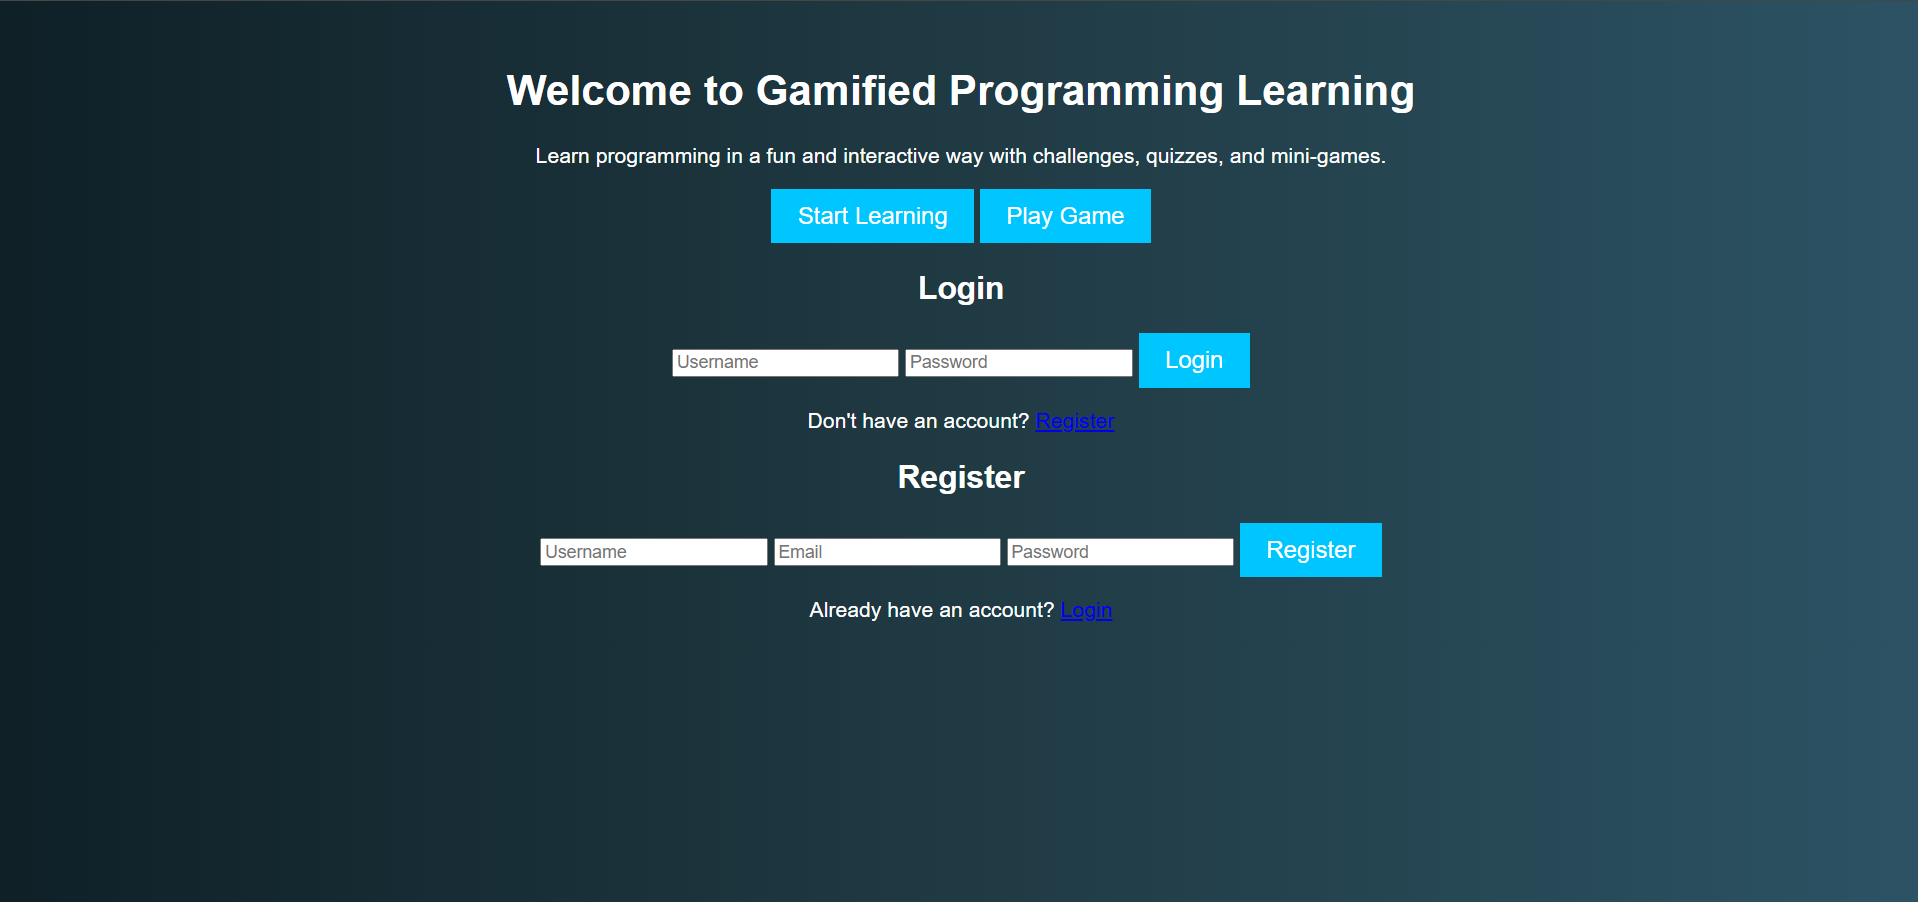 Welcome to Gamified Programming Learning
Learn programming in a fun and interactive way with challenges, quizzes, and mini-games.
Start Learning Play Game
Login
Username Password Login
Don't have an account? Register
Register
Username Email Password Register
Already have an account? Login